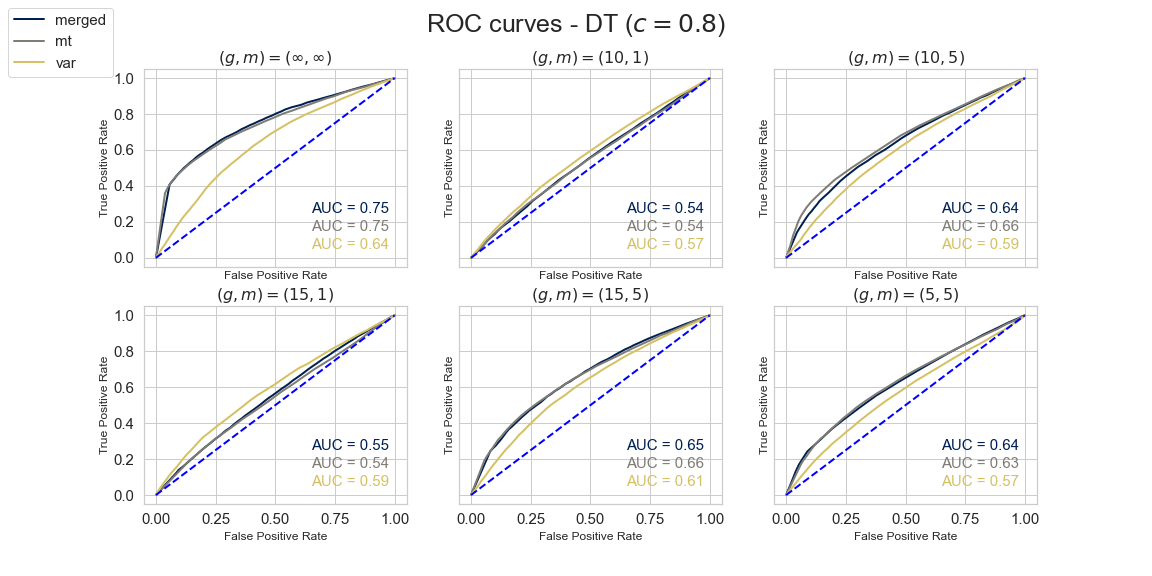 merged
mt
var
ROC curves - DT (c = 0.8)
(g, m) = (∞, ∞)
1.0
0.8
0.6
0.4
0.2
0.0
True Positive Rate
AUC = 0.75
AUC = 0.75
AUC = 0.64
False Positive Rate
(g, m) = (10, 1)
True Positive Rate
AUC = 0.54
AUC = 0.54
AUC = 0.57
False Positive Rate
(g, m) = (10, 5)
True Positive Rate
AUC = 0.64
AUC = 0.66
AUC = 0.59
False Positive Rate
(g, m) = (15, 1)
1.0
0.8
0.6
0.4
0.2
0.0
True Positive Rate
AUC = 0.55
AUC = 0.54
AUC = 0.59
0.00 0.25 0.50 0.75 1.00
False Positive Rate
(g, m) = (15, 5)
True Positive Rate
AUC = 0.65
AUC = 0.66
AUC = 0.61
0.00 0.25 0.50 0.75 1.00
False Positive Rate
(g, m) = (5, 5)
True Positive Rate
AUC = 0.64
AUC = 0.63
AUC = 0.57
0.00 0.25 0.50 0.75 1.00
False Positive Rate